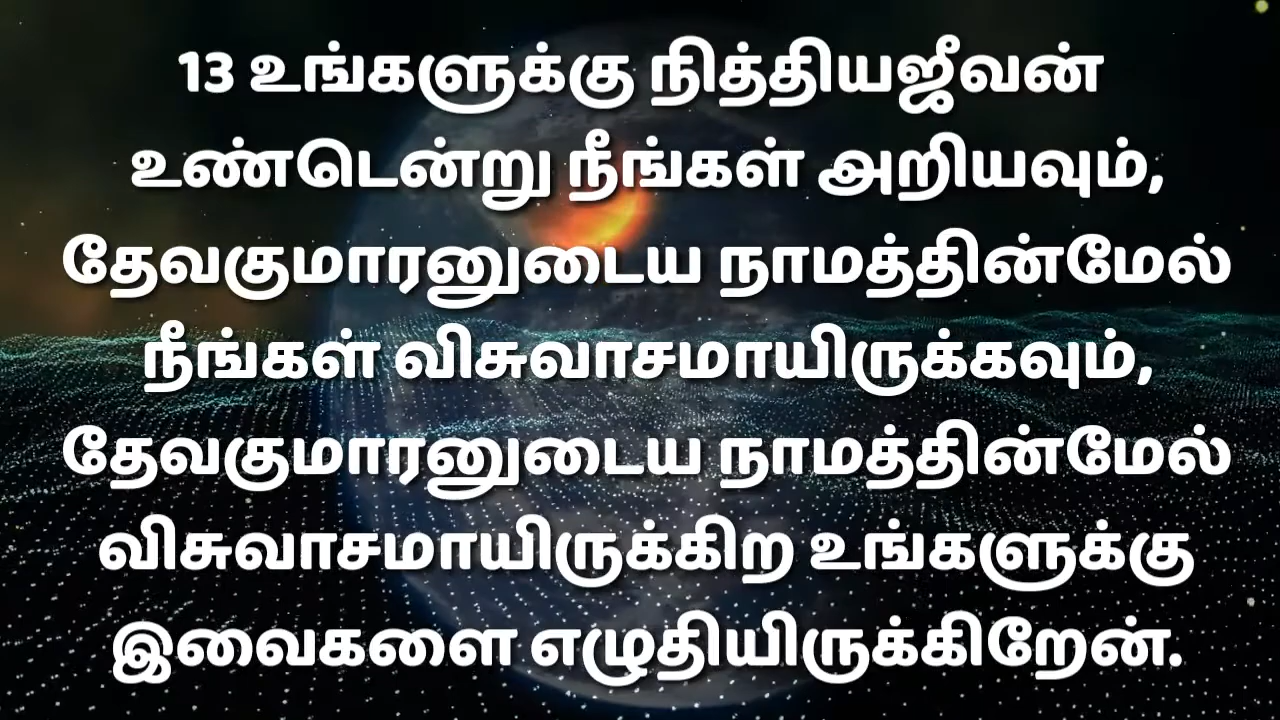 13 உங்களுக்கு நித்தியஜீவன்
உண்டென்று நீங்கள் அறியவும்,
தேவகுமாரனுடைய நாமத்தின்மேல்
நீங்கள் விசுவாசமாயிருக்கவும்,
தேவகுமாரனுடைய நாமத்தின்மேல்
விசுவாசமாயிருக்கிற உங்களுக்கு
இவைகளை எழுதியிருக்கிறேன்.